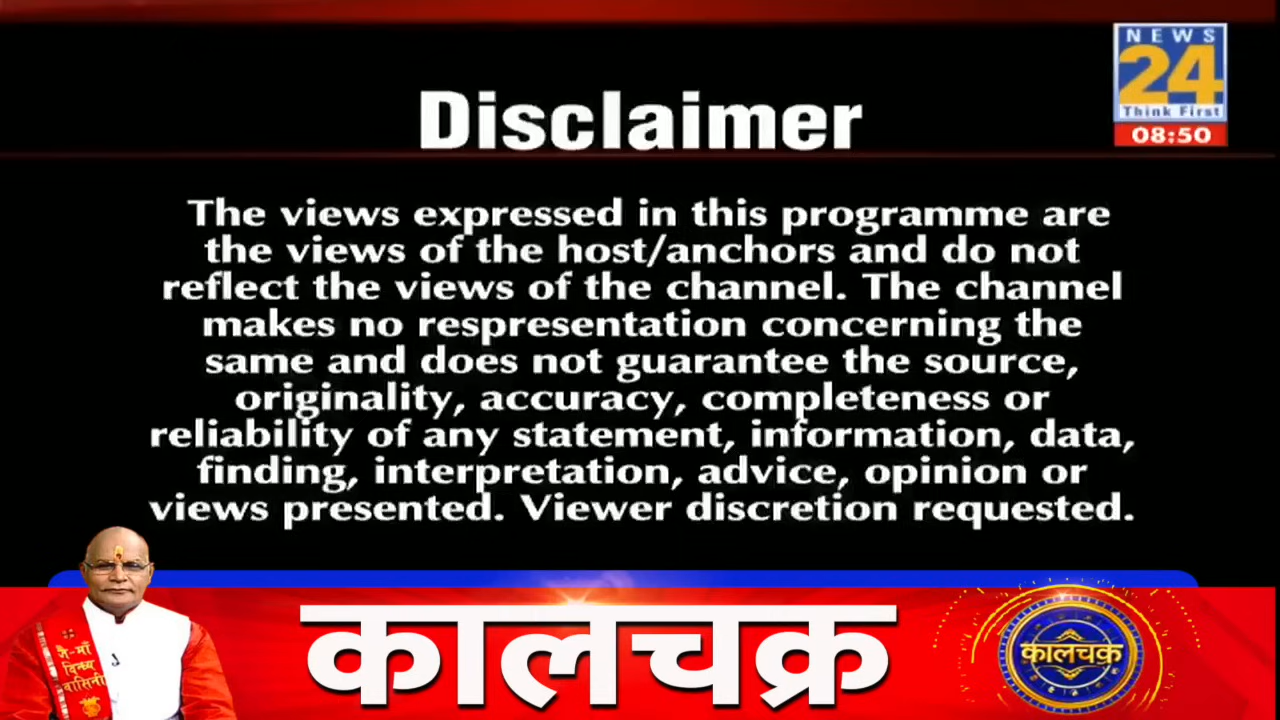 NEWS
24
Think First
08:50
Disclaimer
The views expressed in this programme are
the views of the host/anchors and do not
reflect the views of the channel. The channel
makes no respresentation concerning the
same and does not guarantee the source,
originality, accuracy, completeness or
reliability of any statement, information, data,
finding, interpretation, advice, opinion or
views presented. Viewer discretion requested.
जै-माँ
विन्ध्य
वासिनी
कालचक्र
कालचक्र